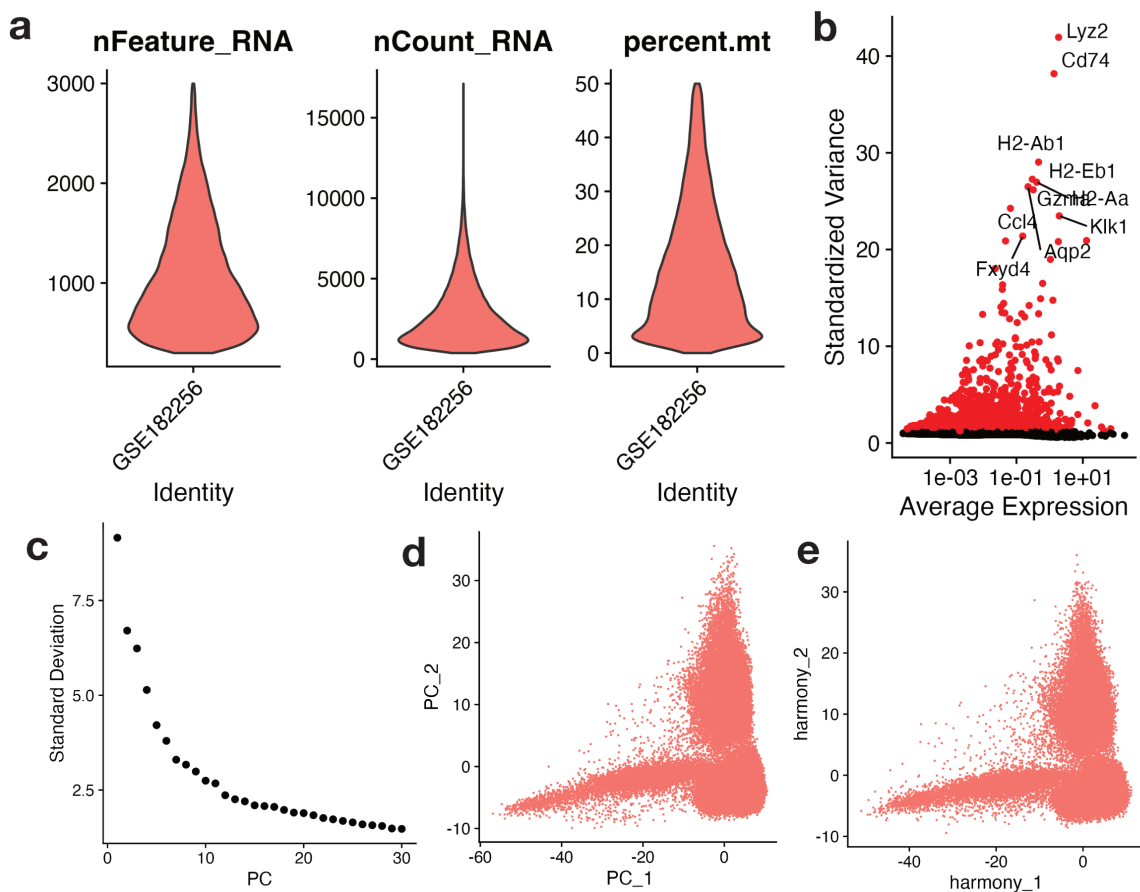 a
nFeature_RNA
3000
2000
1000
GSE182256
Identity
nCount_RNA
15000
10000
5000
0
GSE182256
Identity
percent.mt
50
40
30
20
10
0
GSE182256
Identity
b
Standardized Variance
40
30
20
10
0
Lyz2
Cd74
H2-Ab1
H2-Eb1
Gzma
H2-Aa
Ccl4
Klk1
Aqp2
Fxyd4
1e-03 1e-01 1e+01
Average Expression
c
Standard Deviation
7.5
5.0
2.5
0 10 20 30
PC
d
PC_2
30
20
10
0
-10
-60 -40 -20 0
PC_1
e
harmony_2
30
20
10
0
-10
-40 -20 0
harmony_1